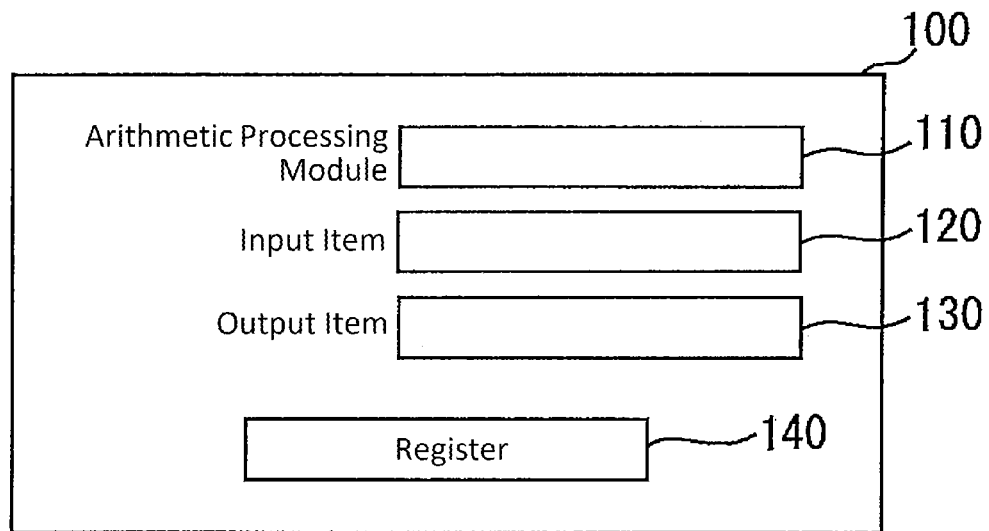 100
Arithmetic Processing
Module
110
Input Item
120
Output Item
130
Register
140